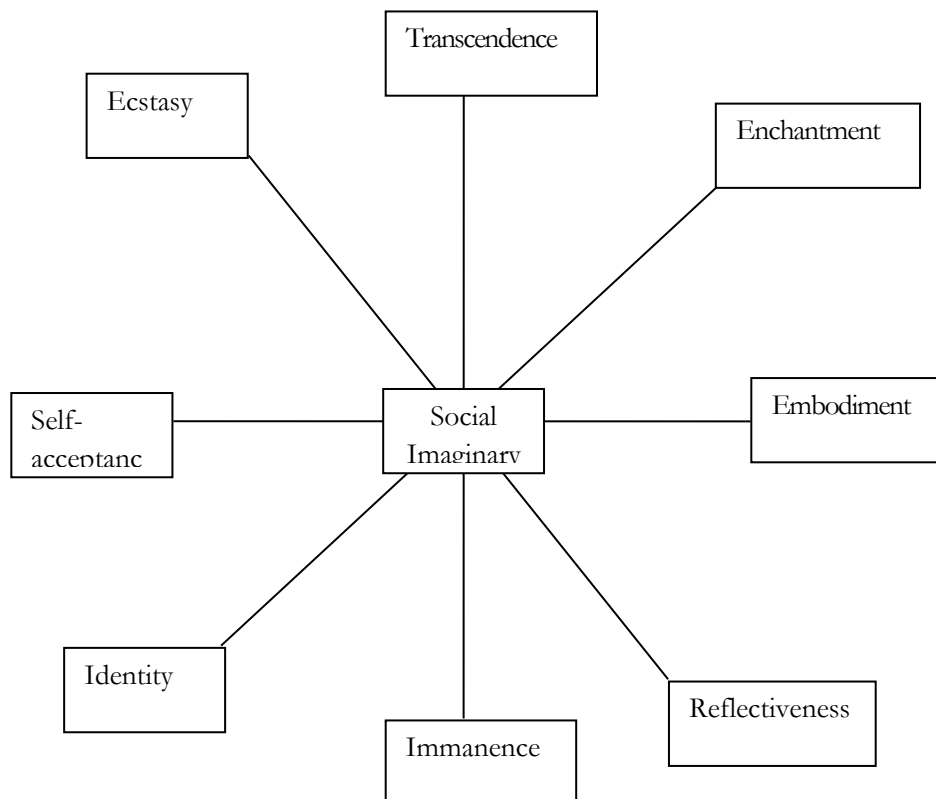 Transcendence
Ecstasy
Enchantment
Social
Imaginary
Embodiment
Self-
acceptanc
Identity
Reflectiveness
Immanence